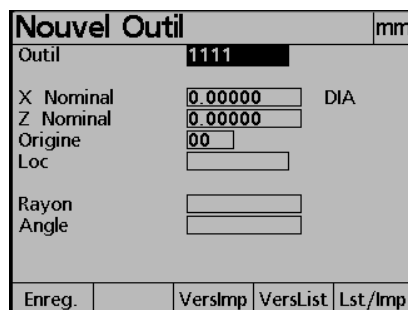 Nouvel Outil mm
Outil 1111
X Nominal 0.00000 DIA
Z Nominal 0.00000
Origine 00
Loc
Rayon
Angle
Enreg. VersImp VersList Lst/Imp